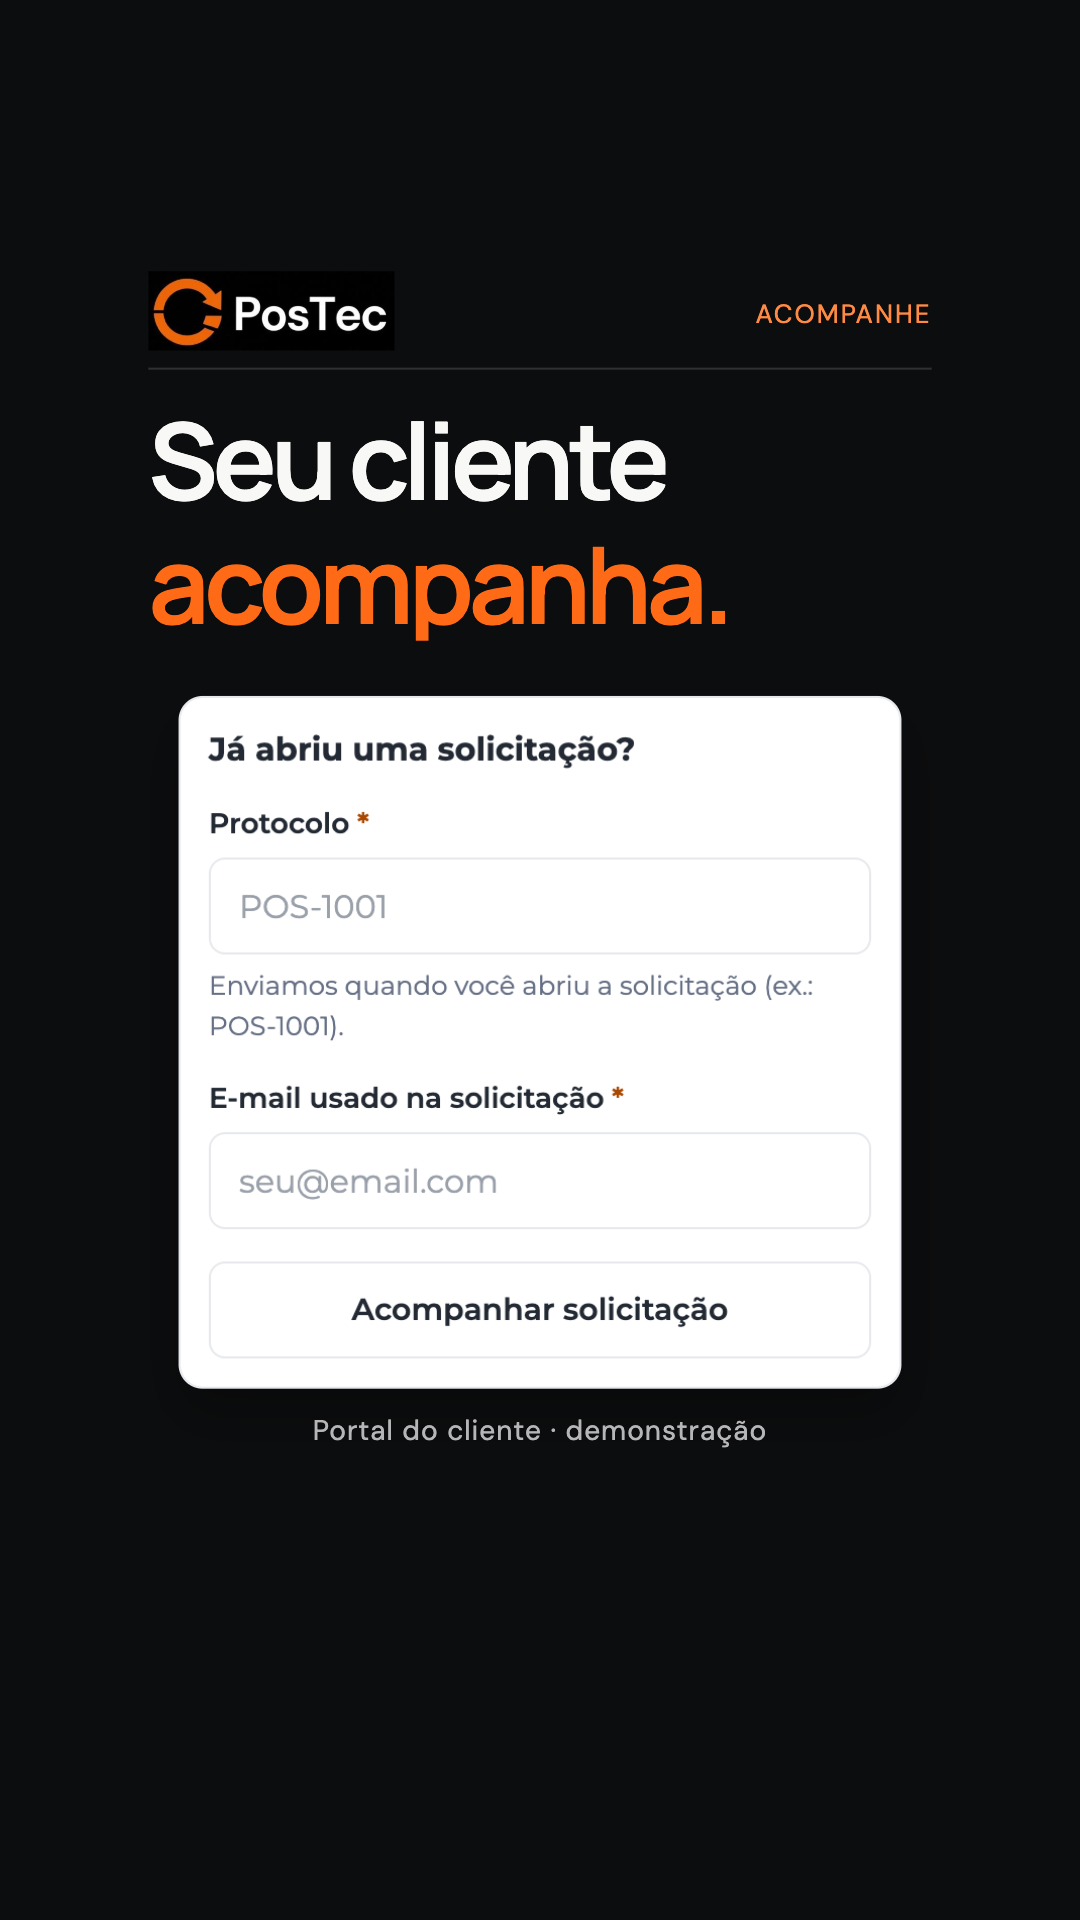 PosTec
ACOMPANHE
Seu cliente
acompanha.
Já abriu uma solicitação?
Protocolo *
POS-1001
Enviamos quando você abriu a solicitação (ex.:
POS-1001).
E-mail usado na solicitação *
seu@email.com
Acompanhar solicitação
Portal do cliente · demonstração